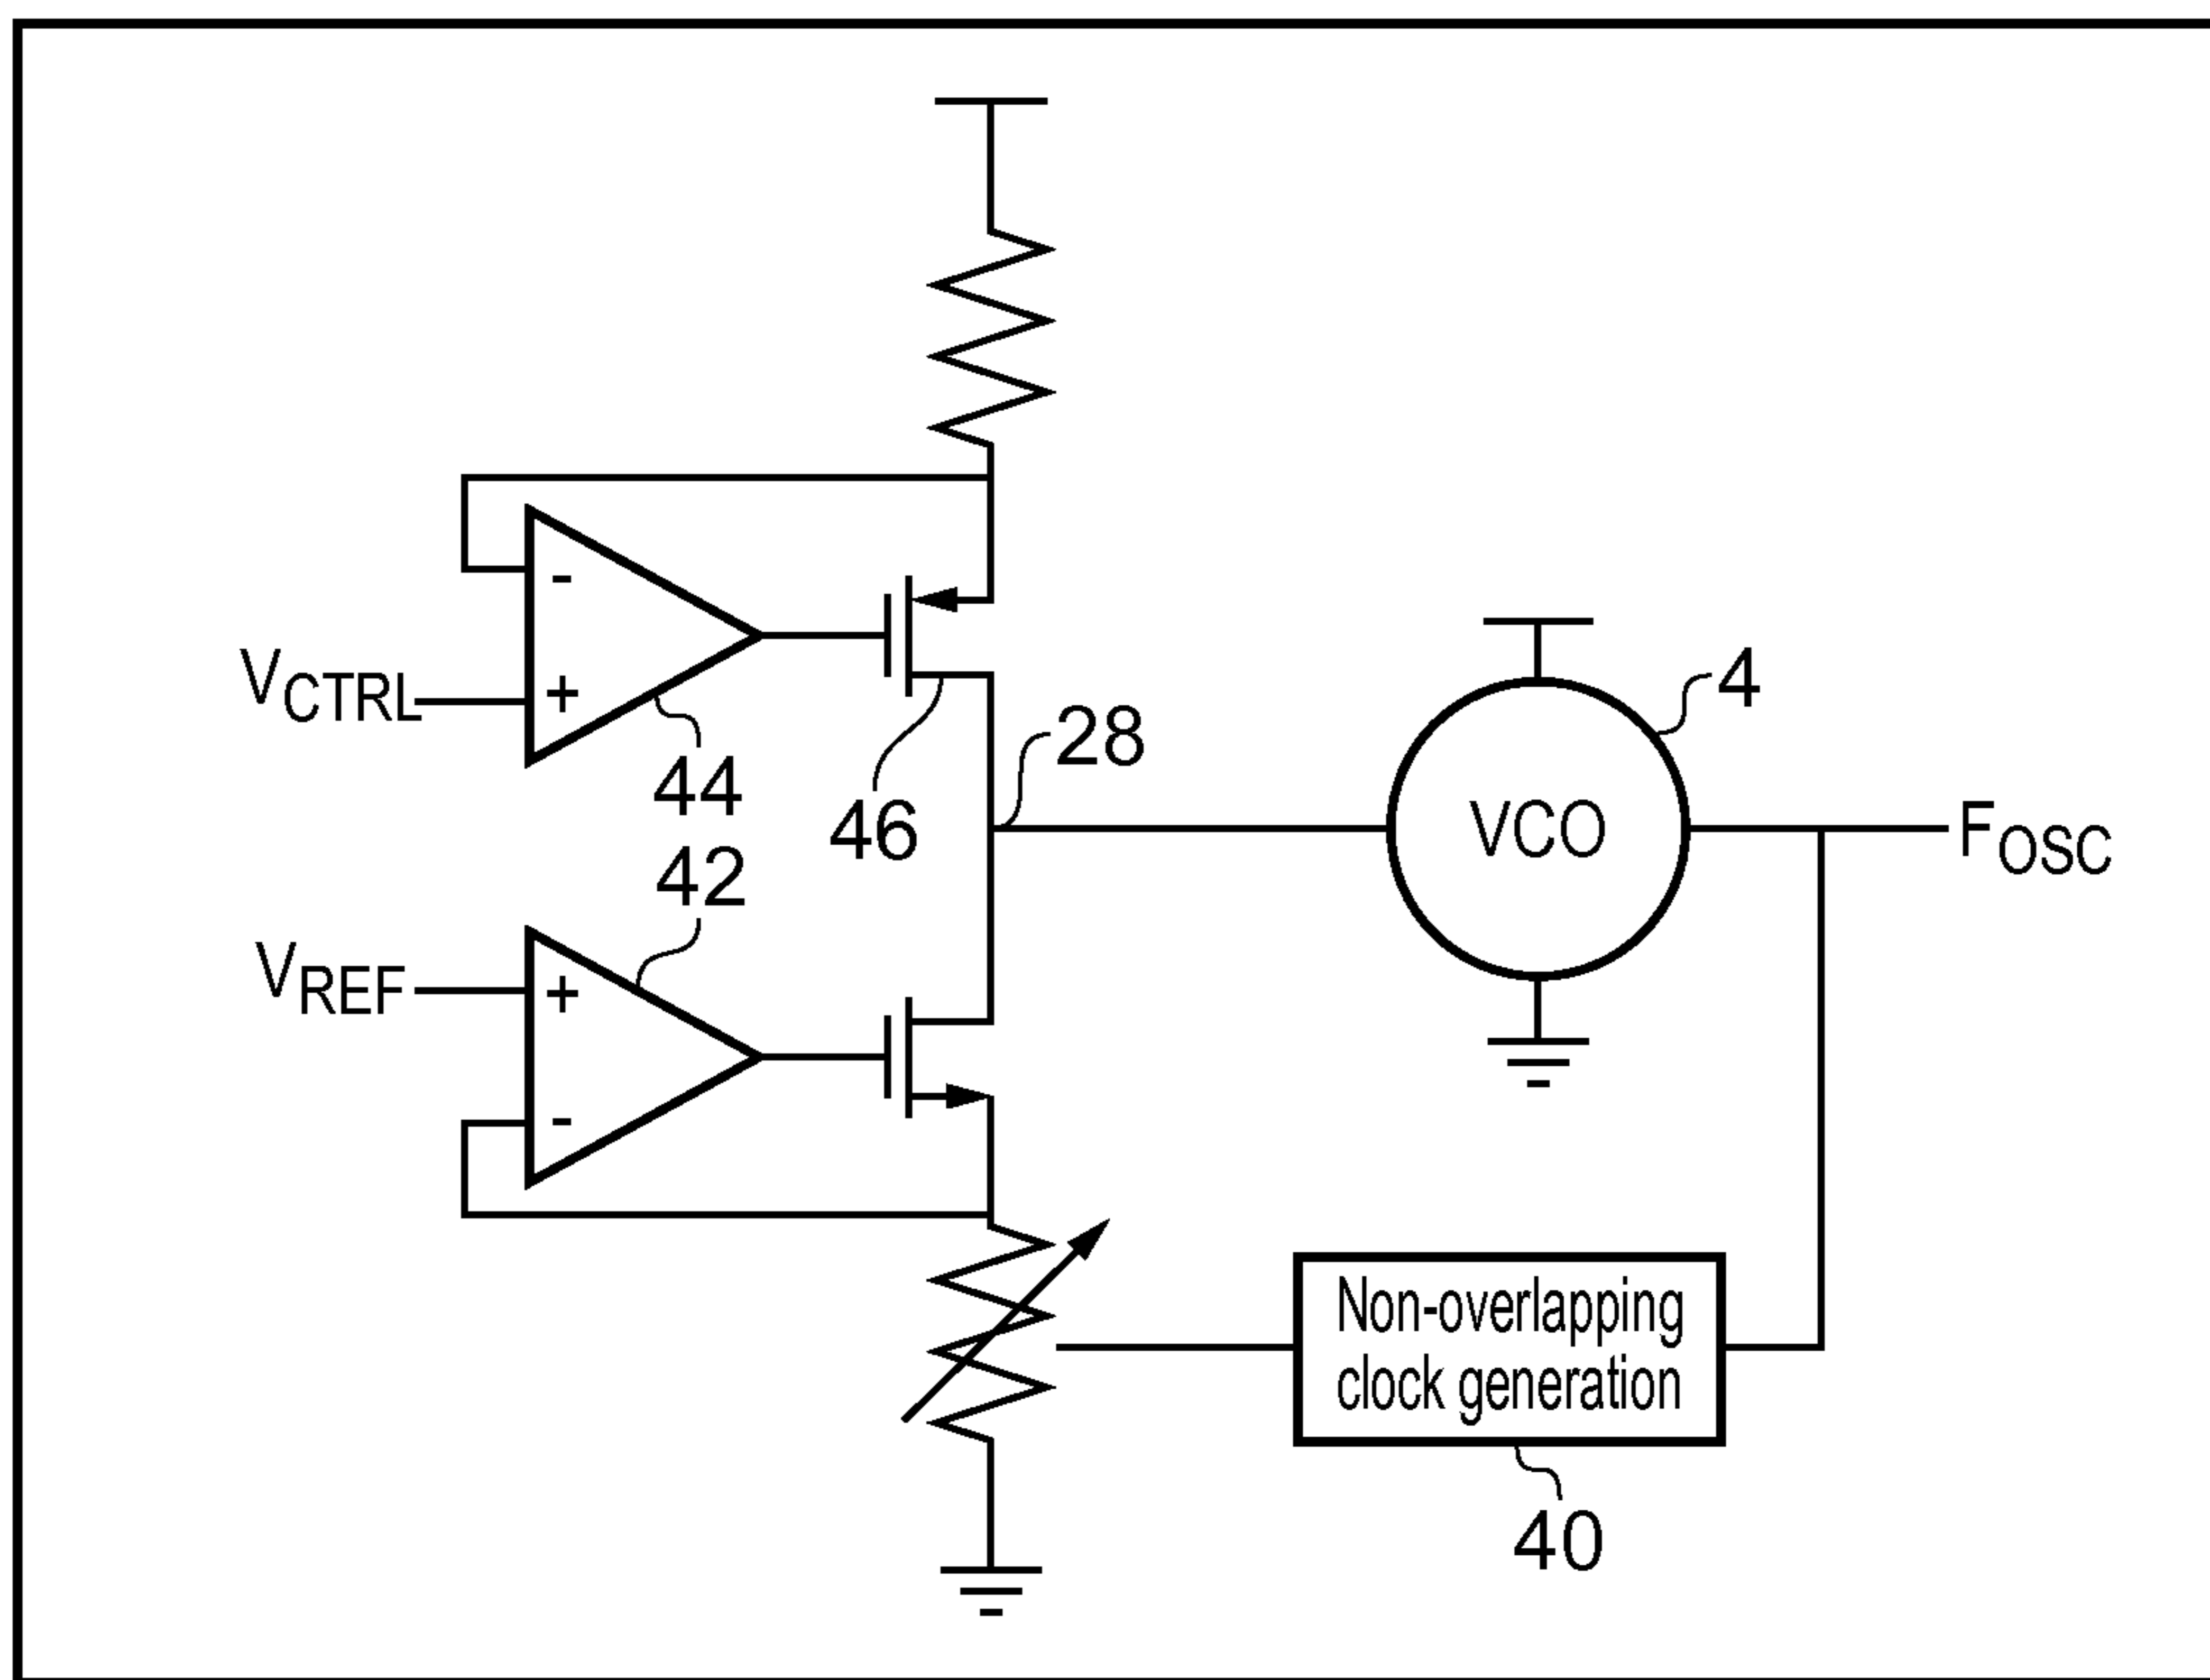 -
+
VCTRL
44
46
28
4
VCO
FOSC
42
VREF
+
-
Non-overlapping
clock generation
40